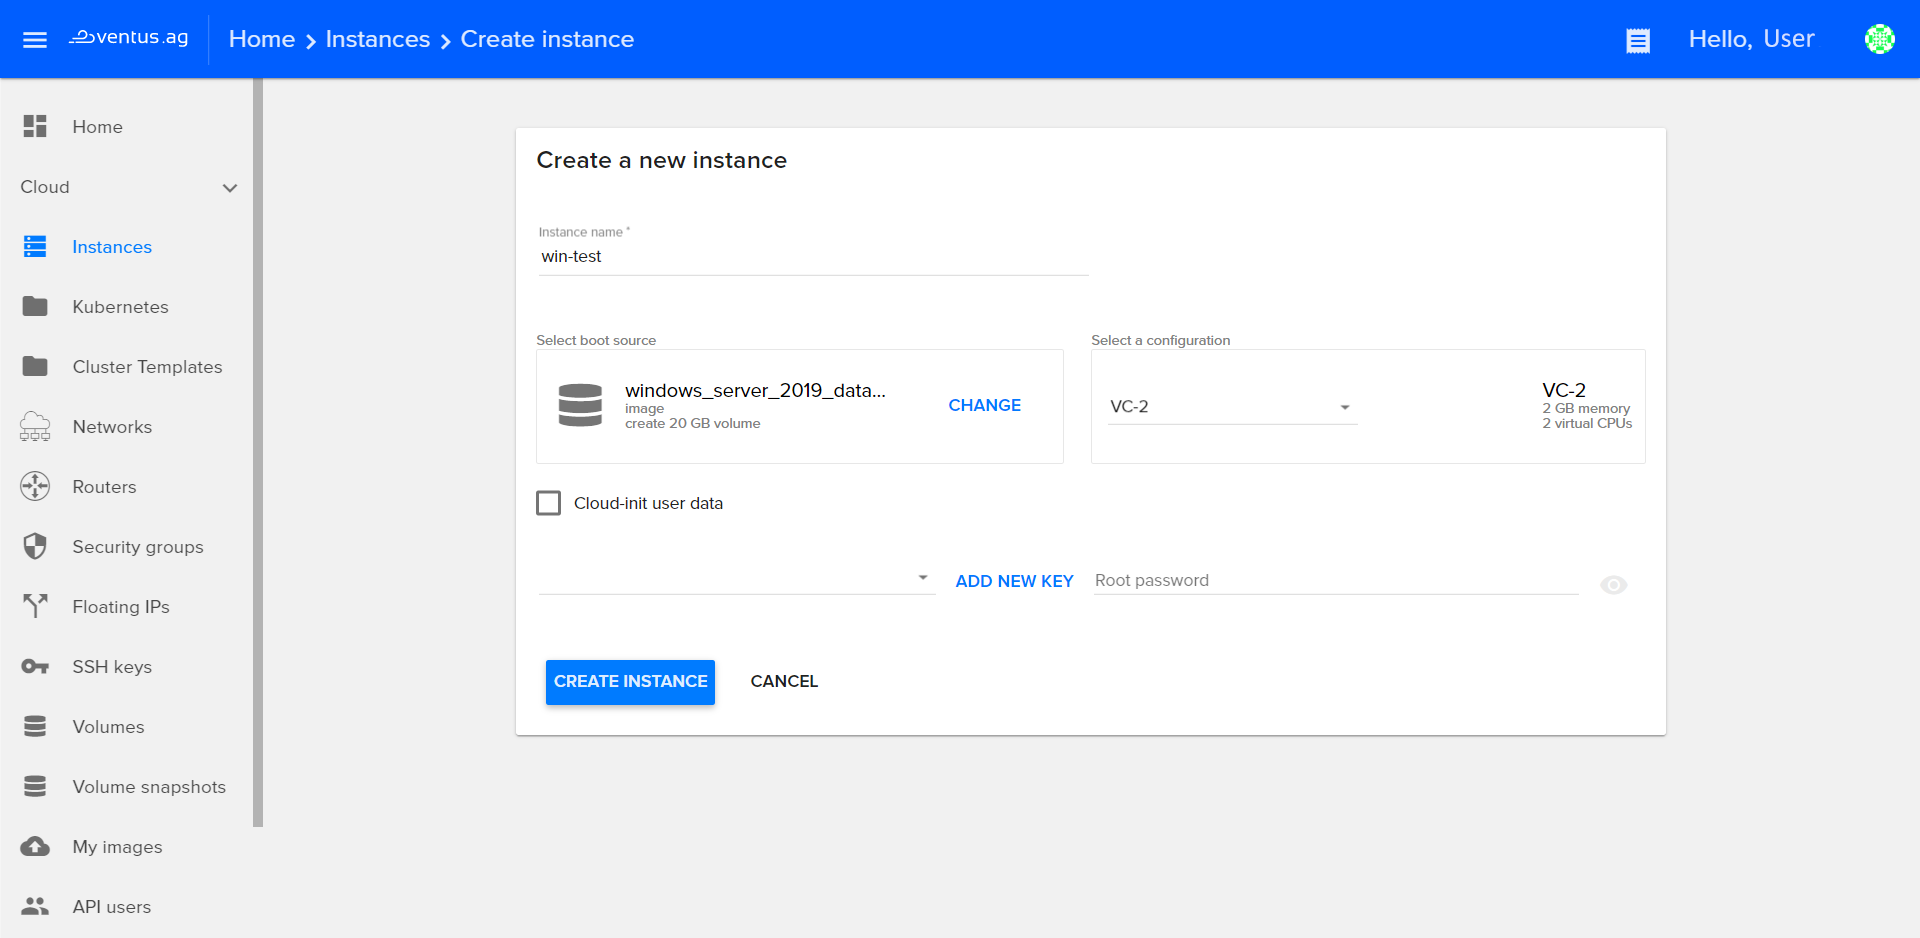 ventus.ag
Home > Instances > Create instance
Hello, User
Home
Cloud
Instances
Kubernetes
Cluster Templates
Networks
Routers
Security groups
Floating IPs
SSH keys
Volumes
Volume snapshots
My images
API users
Create a new instance
Instance name *
win-test
Select boot source
windows_server_2019_data...
image
create 20 GB volume
CHANGE
Select a configuration
VC-2
VC-2
2 GB memory
2 virtual CPUs
Cloud-init user data
ADD NEW KEY
Root password
CREATE INSTANCE
CANCEL